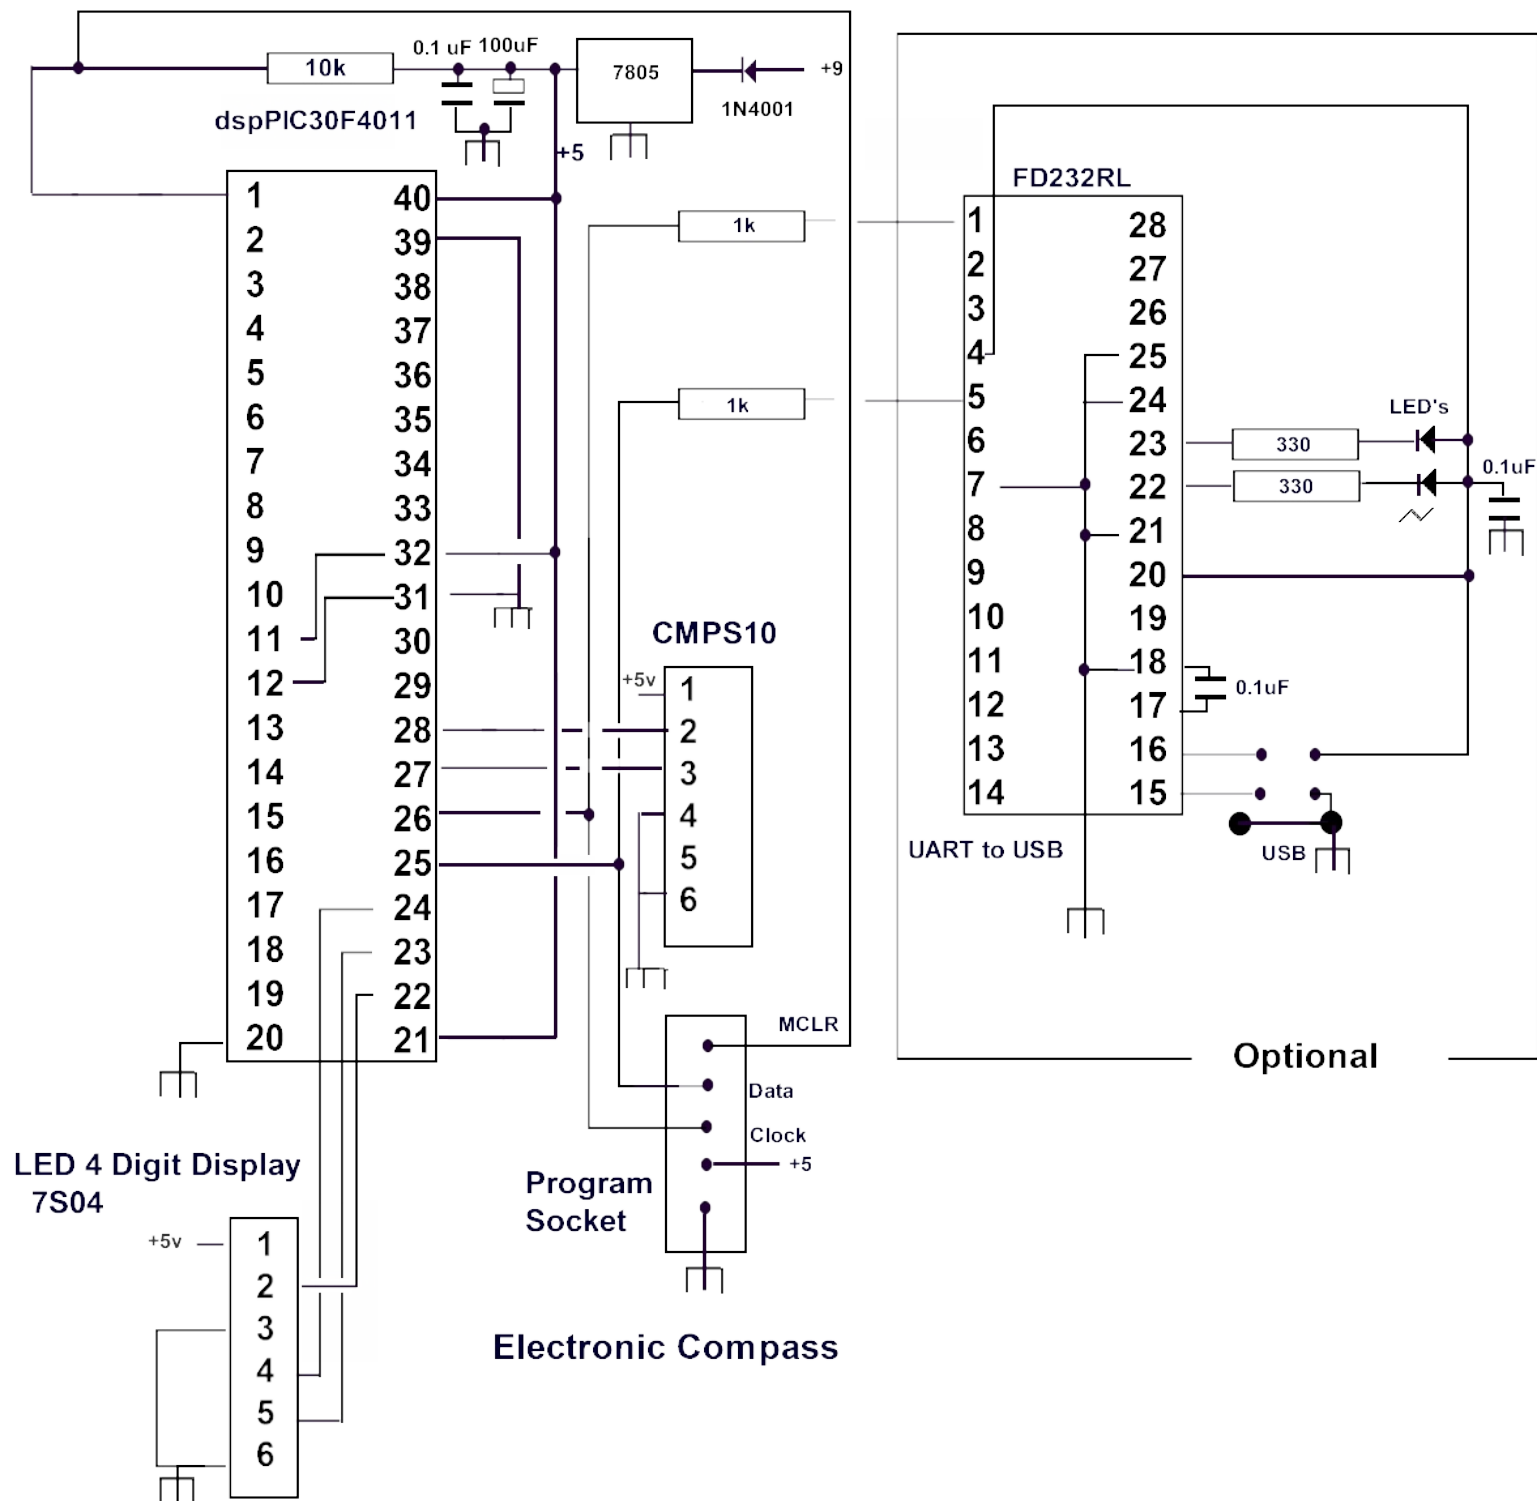 0.1 uF 100uF
10k
7805
+9
1N4001
dspPIC30F4011
+5
1 40
2 39
3 38
4 37
5 36
6 35
7 34
8 33
9 32
10 31
11 30
12 29
13 28
14 27
15 26
16 25
17 24
18 23
19 22
20 21
1k
1k
CMPS10
+5v
1
2
3
4
5
6
MCLR
Data
Clock
+5
Program
Socket
LED 4 Digit Display
7S04
+5v
1
2
3
4
5
6
Electronic Compass
FD232RL
1 28
2 27
3 26
4 25
5 24
6 23
7 22
8 21
9 20
10 19
11 18
12 17
13 16
14 15
LED's
330
330
0.1uF
0.1uF
UART to USB
USB
Optional